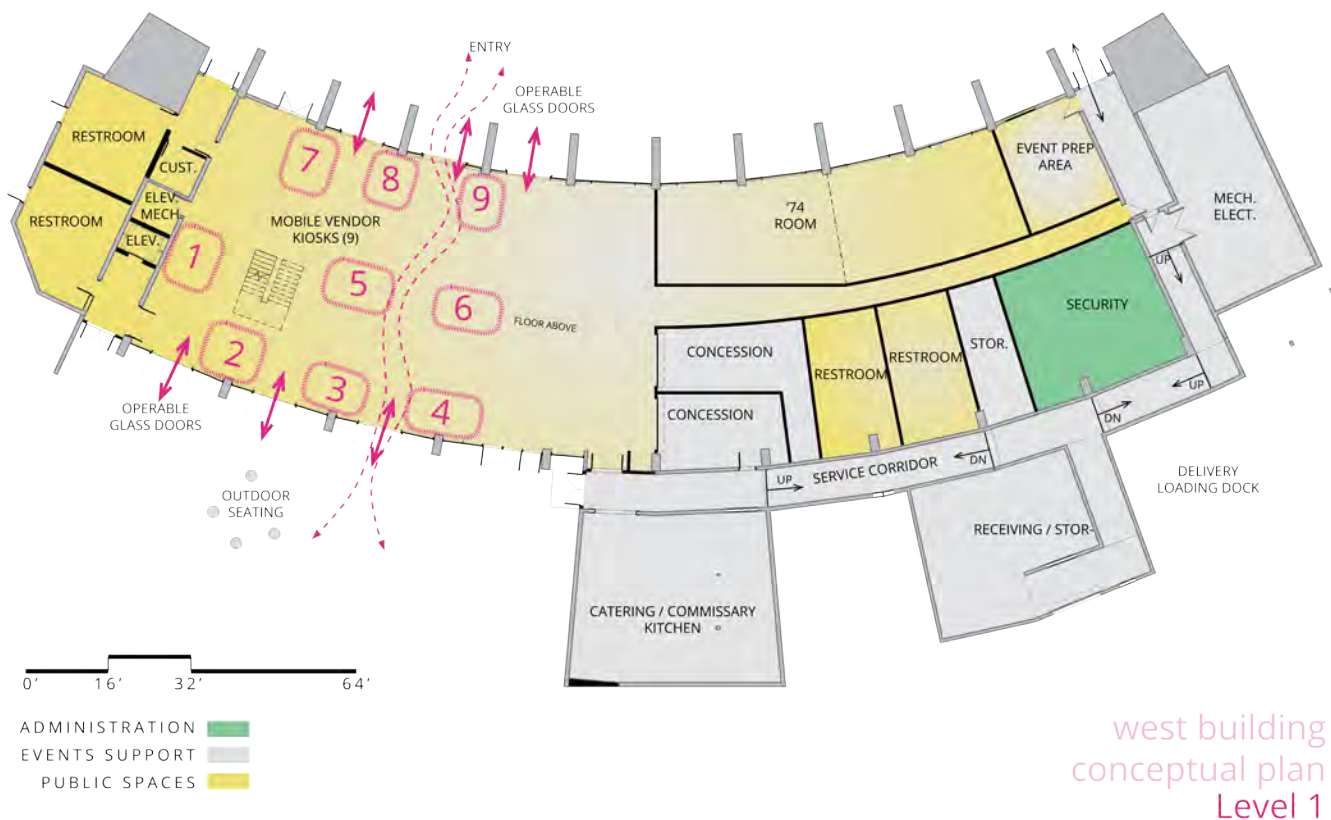 ENTRY
OPERABLE
GLASS DOORS
RESTROOM
CUST.
RESTROOM
ELEV.
MECH.
ELEV.
7
8
9
MOBILE VENDOR
KIOSKS (9)
1
5
6
2
3
4
FLOOR ABOVE
'74
ROOM
EVENT PREP
AREA
MECH.
ELECT.
UP
SECURITY
STOR.
RESTROOM
RESTROOM
CONCESSION
CONCESSION
UP
DN
UP
SERVICE CORRIDOR
DN
OPERABLE
GLASS DOORS
OUTDOOR
SEATING
DELIVERY
LOADING DOCK
RECEIVING / STOR-
CATERING / COMMISSARY
KITCHEN
0' 16' 32' 64'
ADMINISTRATION
EVENTS SUPPORT
PUBLIC SPACES
west building
conceptual plan
Level 1